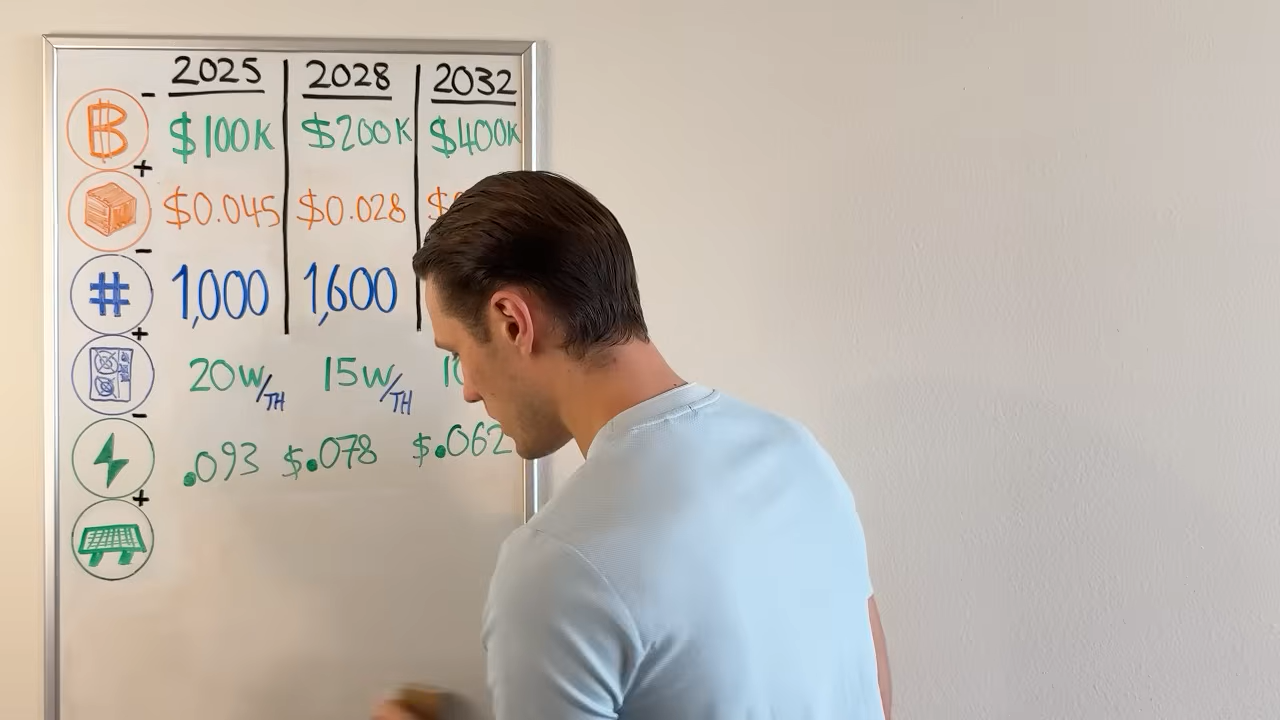 2025 2028 2032
- $100K $200K $400K
+ $0.045 $0.028
- # 1,000 1,600
+ 20W/TH 15W/TH
- .093 $.078 $.062
+